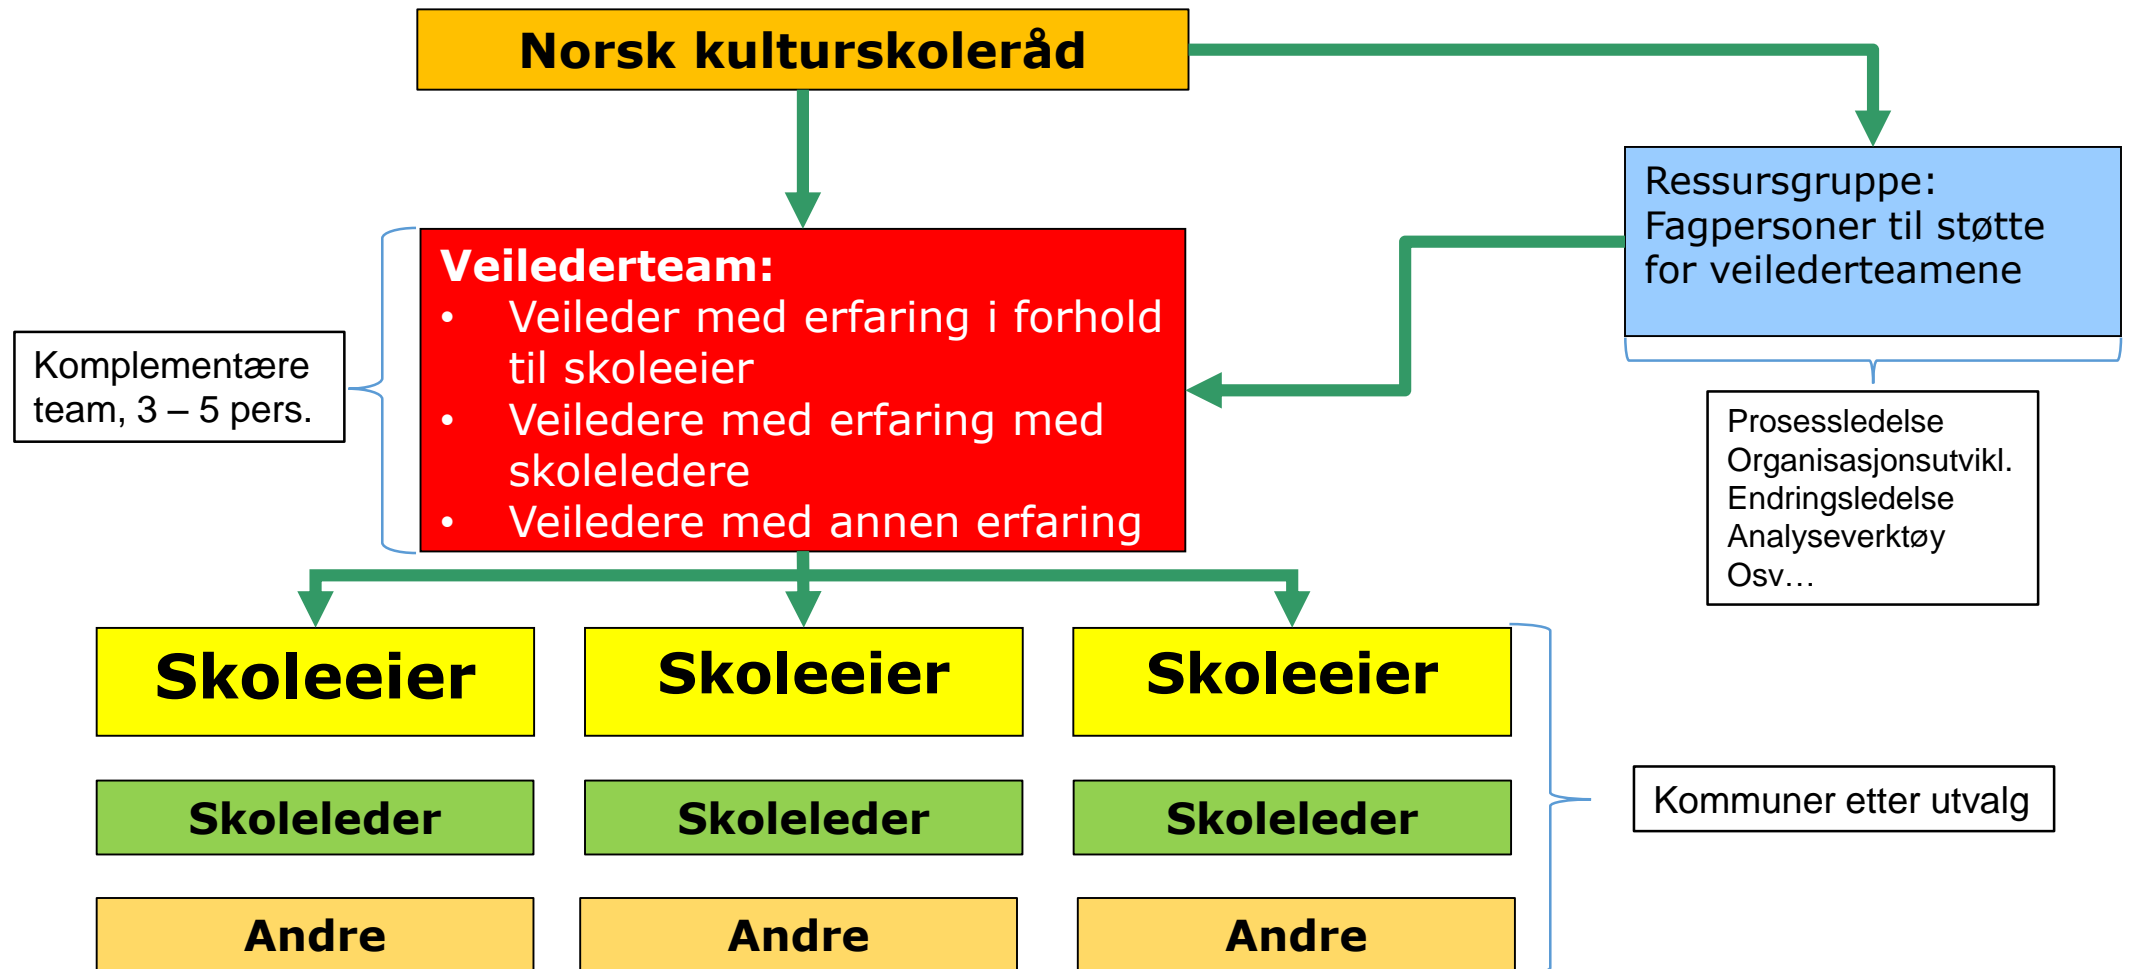 Norsk kulturskoleråd
Ressursgruppe:
Fagpersoner til støtte
for veilederteamene
Veilederteam:
• Veileder med erfaring i forhold
til skoleeier
• Veiledere med erfaring med
skoleledere
• Veiledere med annen erfaring
Komplementære
team, 3 – 5 pers.
Prosessledelse
Organisasjonsutvikl.
Endringsledelse
Analyseverktøy
Osv…
Skoleeier
Skoleeier
Skoleeier
Skoleleder
Skoleleder
Skoleleder
Kommuner etter utvalg
Andre
Andre
Andre